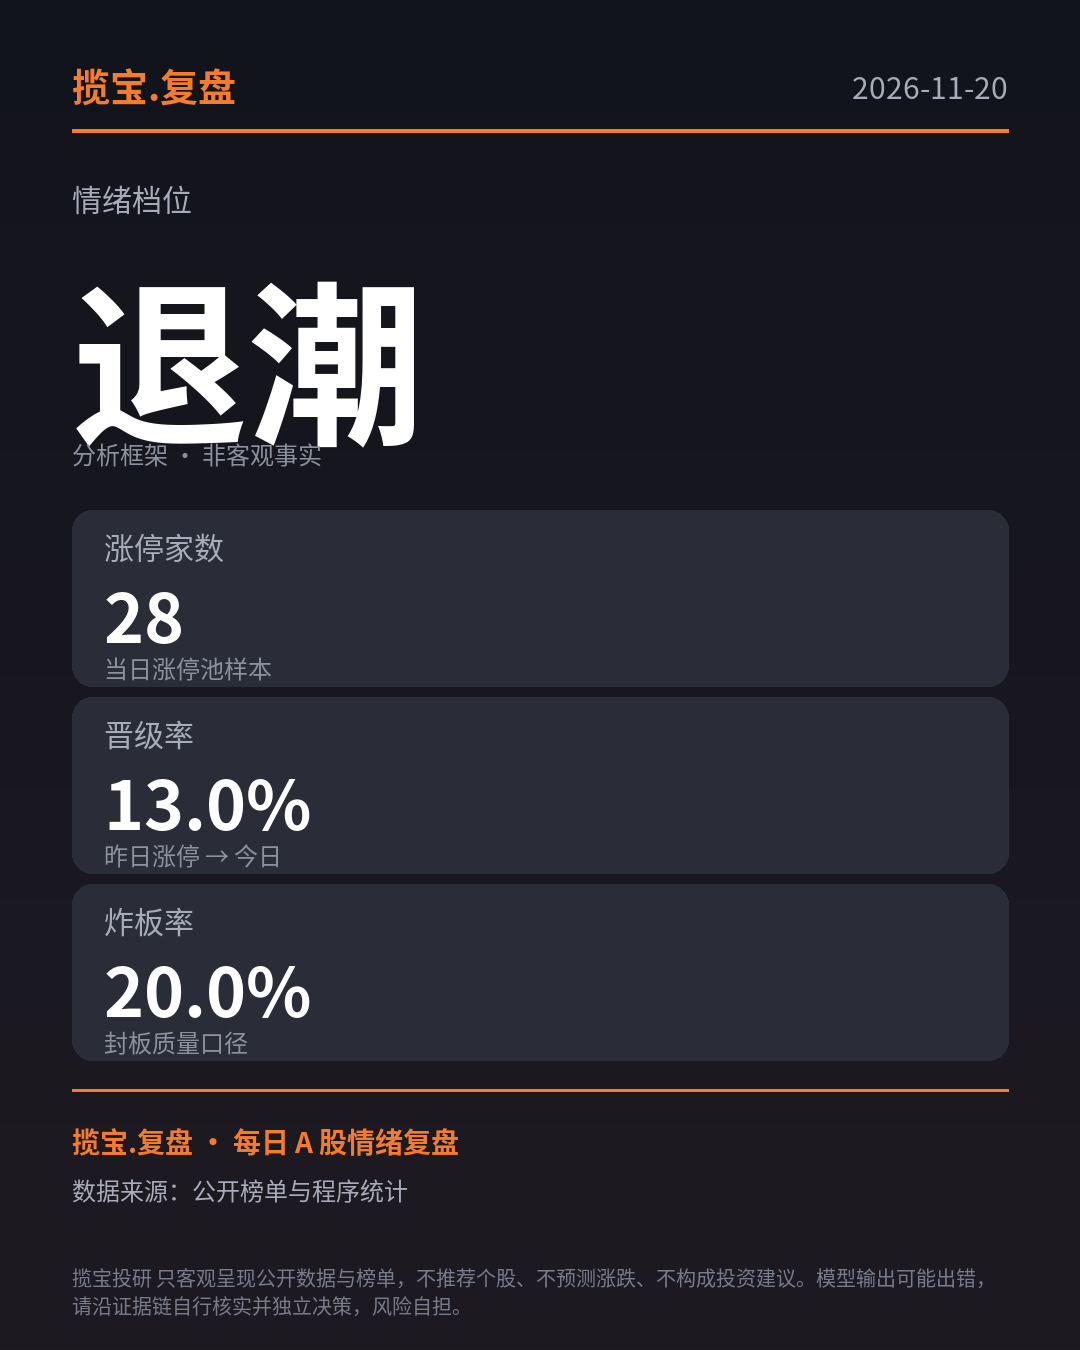 揽宝.复盘
2026-11-20
情绪档位
退潮
分析框架 · 非客观事实
涨停家数
28
当日涨停池样本
晋级率
13.0%
昨日涨停 → 今日
炸板率
20.0%
封板质量口径
揽宝.复盘 · 每日 A 股情绪复盘
数据来源：公开榜单与程序统计
揽宝投研 只客观呈现公开数据与榜单，不推荐个股、不预测涨跌、不构成投资建议。模型输出可能出错，
请沿证据链自行核实并独立决策，风险自担。